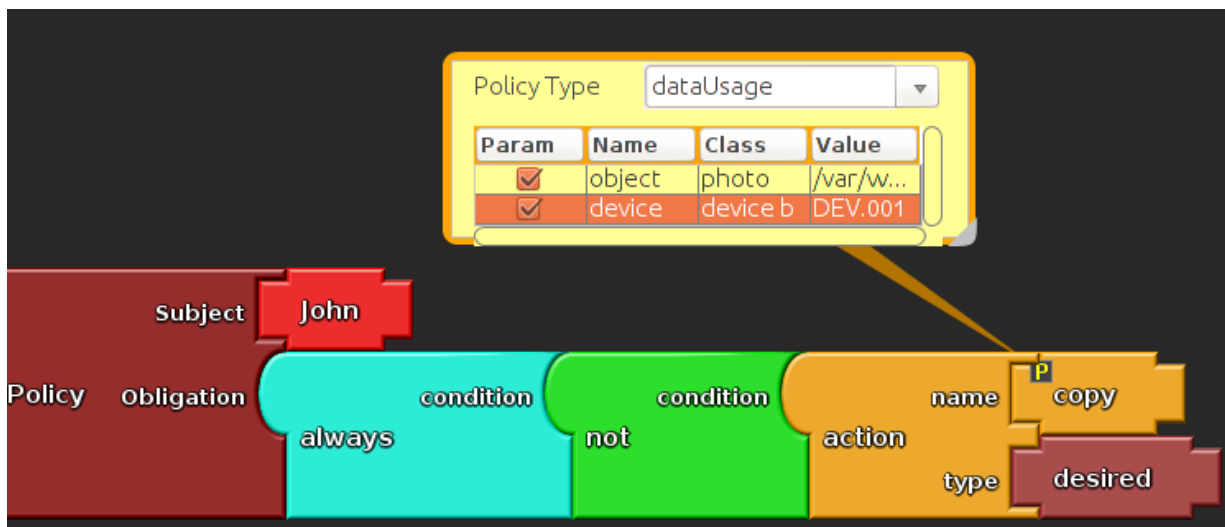 Policy Type dataUsage
Param Name Class Value
object photo /var/w...
device device b DEV.001
Subject John
Policy Obligation condition condition name P copy
always not action
type desired